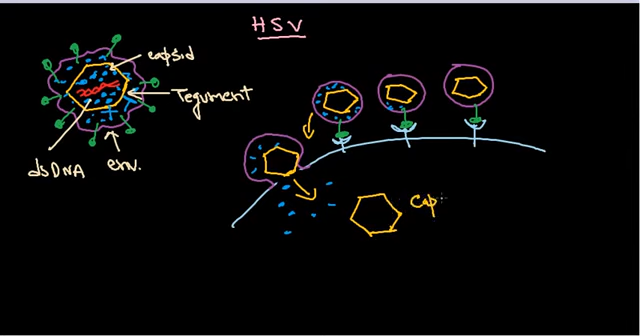 HSV
capsid
Tegument
dsDNA
env.
Cap